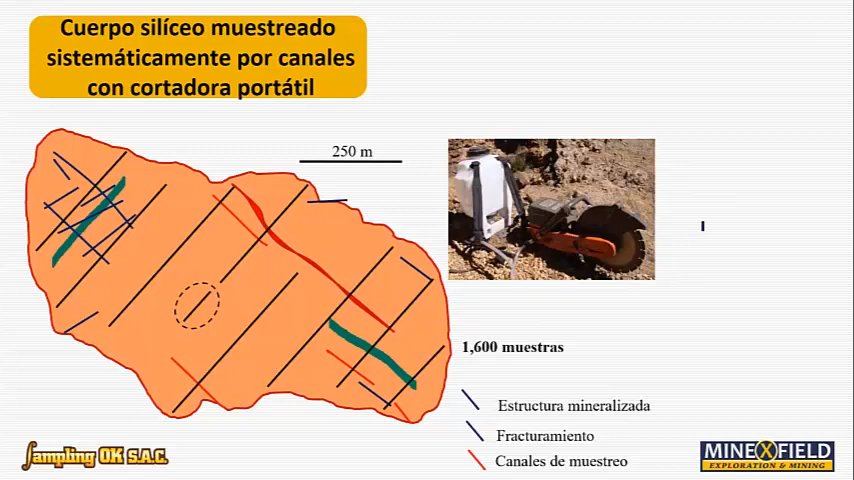 Cuerpo silíceo muestreado
sistemáticamente por canales
con cortadora portátil
250 m
1,600 muestras
Estructura mineralizada
Fracturamiento
Canales de muestreo
Sampling OK S.A.C.
MINEXFIELD
EXPLORATION & MINING